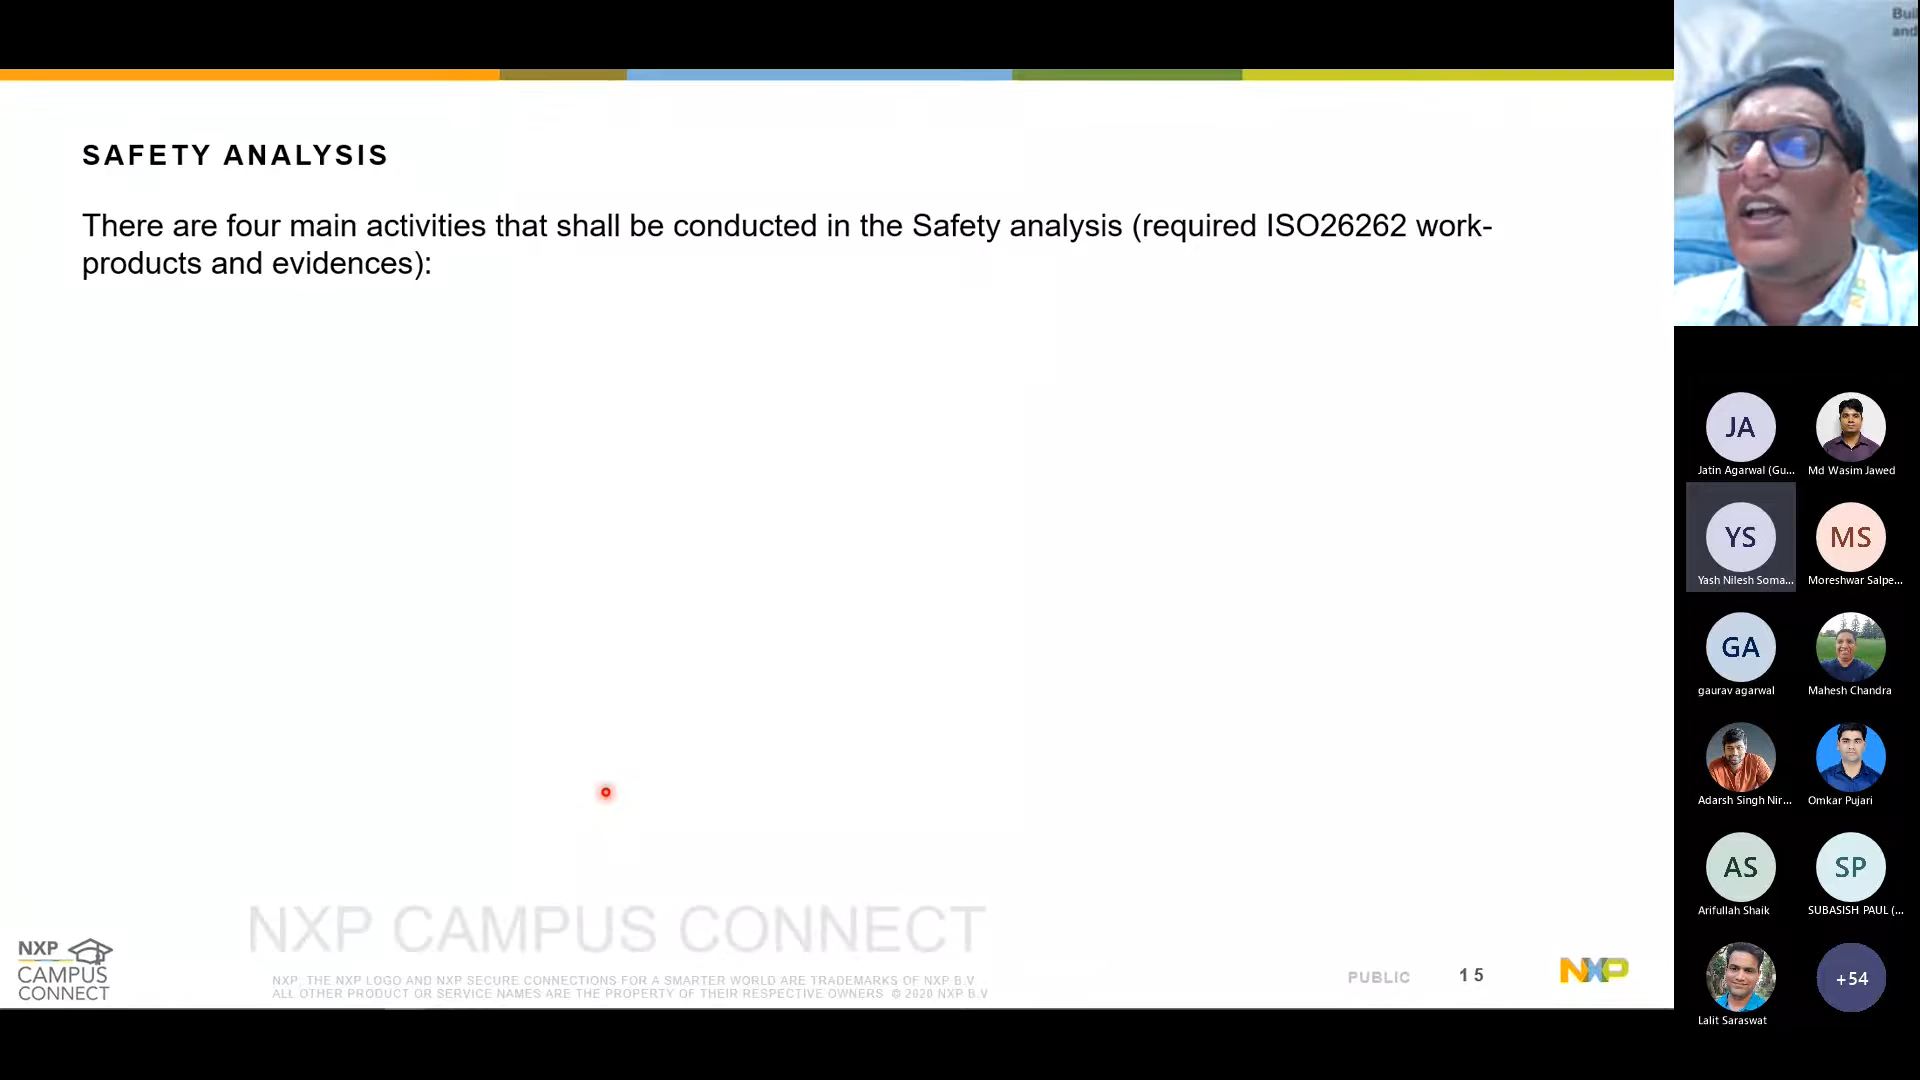 SAFETY ANALYSIS
There are four main activities that shall be conducted in the Safety analysis (required ISO26262 work-
products and evidences):
NXP CAMPUS CONNECT
NXP
CAMPUS
CONNECT
NXP, THE NXP LOGO AND NXP SECURE CONNECTIONS FOR A SMARTER WORLD ARE TRADEMARKS OF NXP B.V
ALL OTHER PRODUCT OR SERVICE NAMES ARE THE PROPERTY OF THEIR RESPECTIVE OWNERS © 2020 NXP B.V
PUBLIC
15
NXP
Buil
and
NXP
JA
Jatin Agarwal (Gu...
Md Wasim Jawed
YS
Yash Nilesh Soma...
MS
Moreshwar Salpe...
GA
gaurav agarwal
Mahesh Chandra
Adarsh Singh Nir...
Omkar Pujari
AS
Arifullah Shaik
SP
SUBASISH PAUL (...
Lalit Saraswat
+54